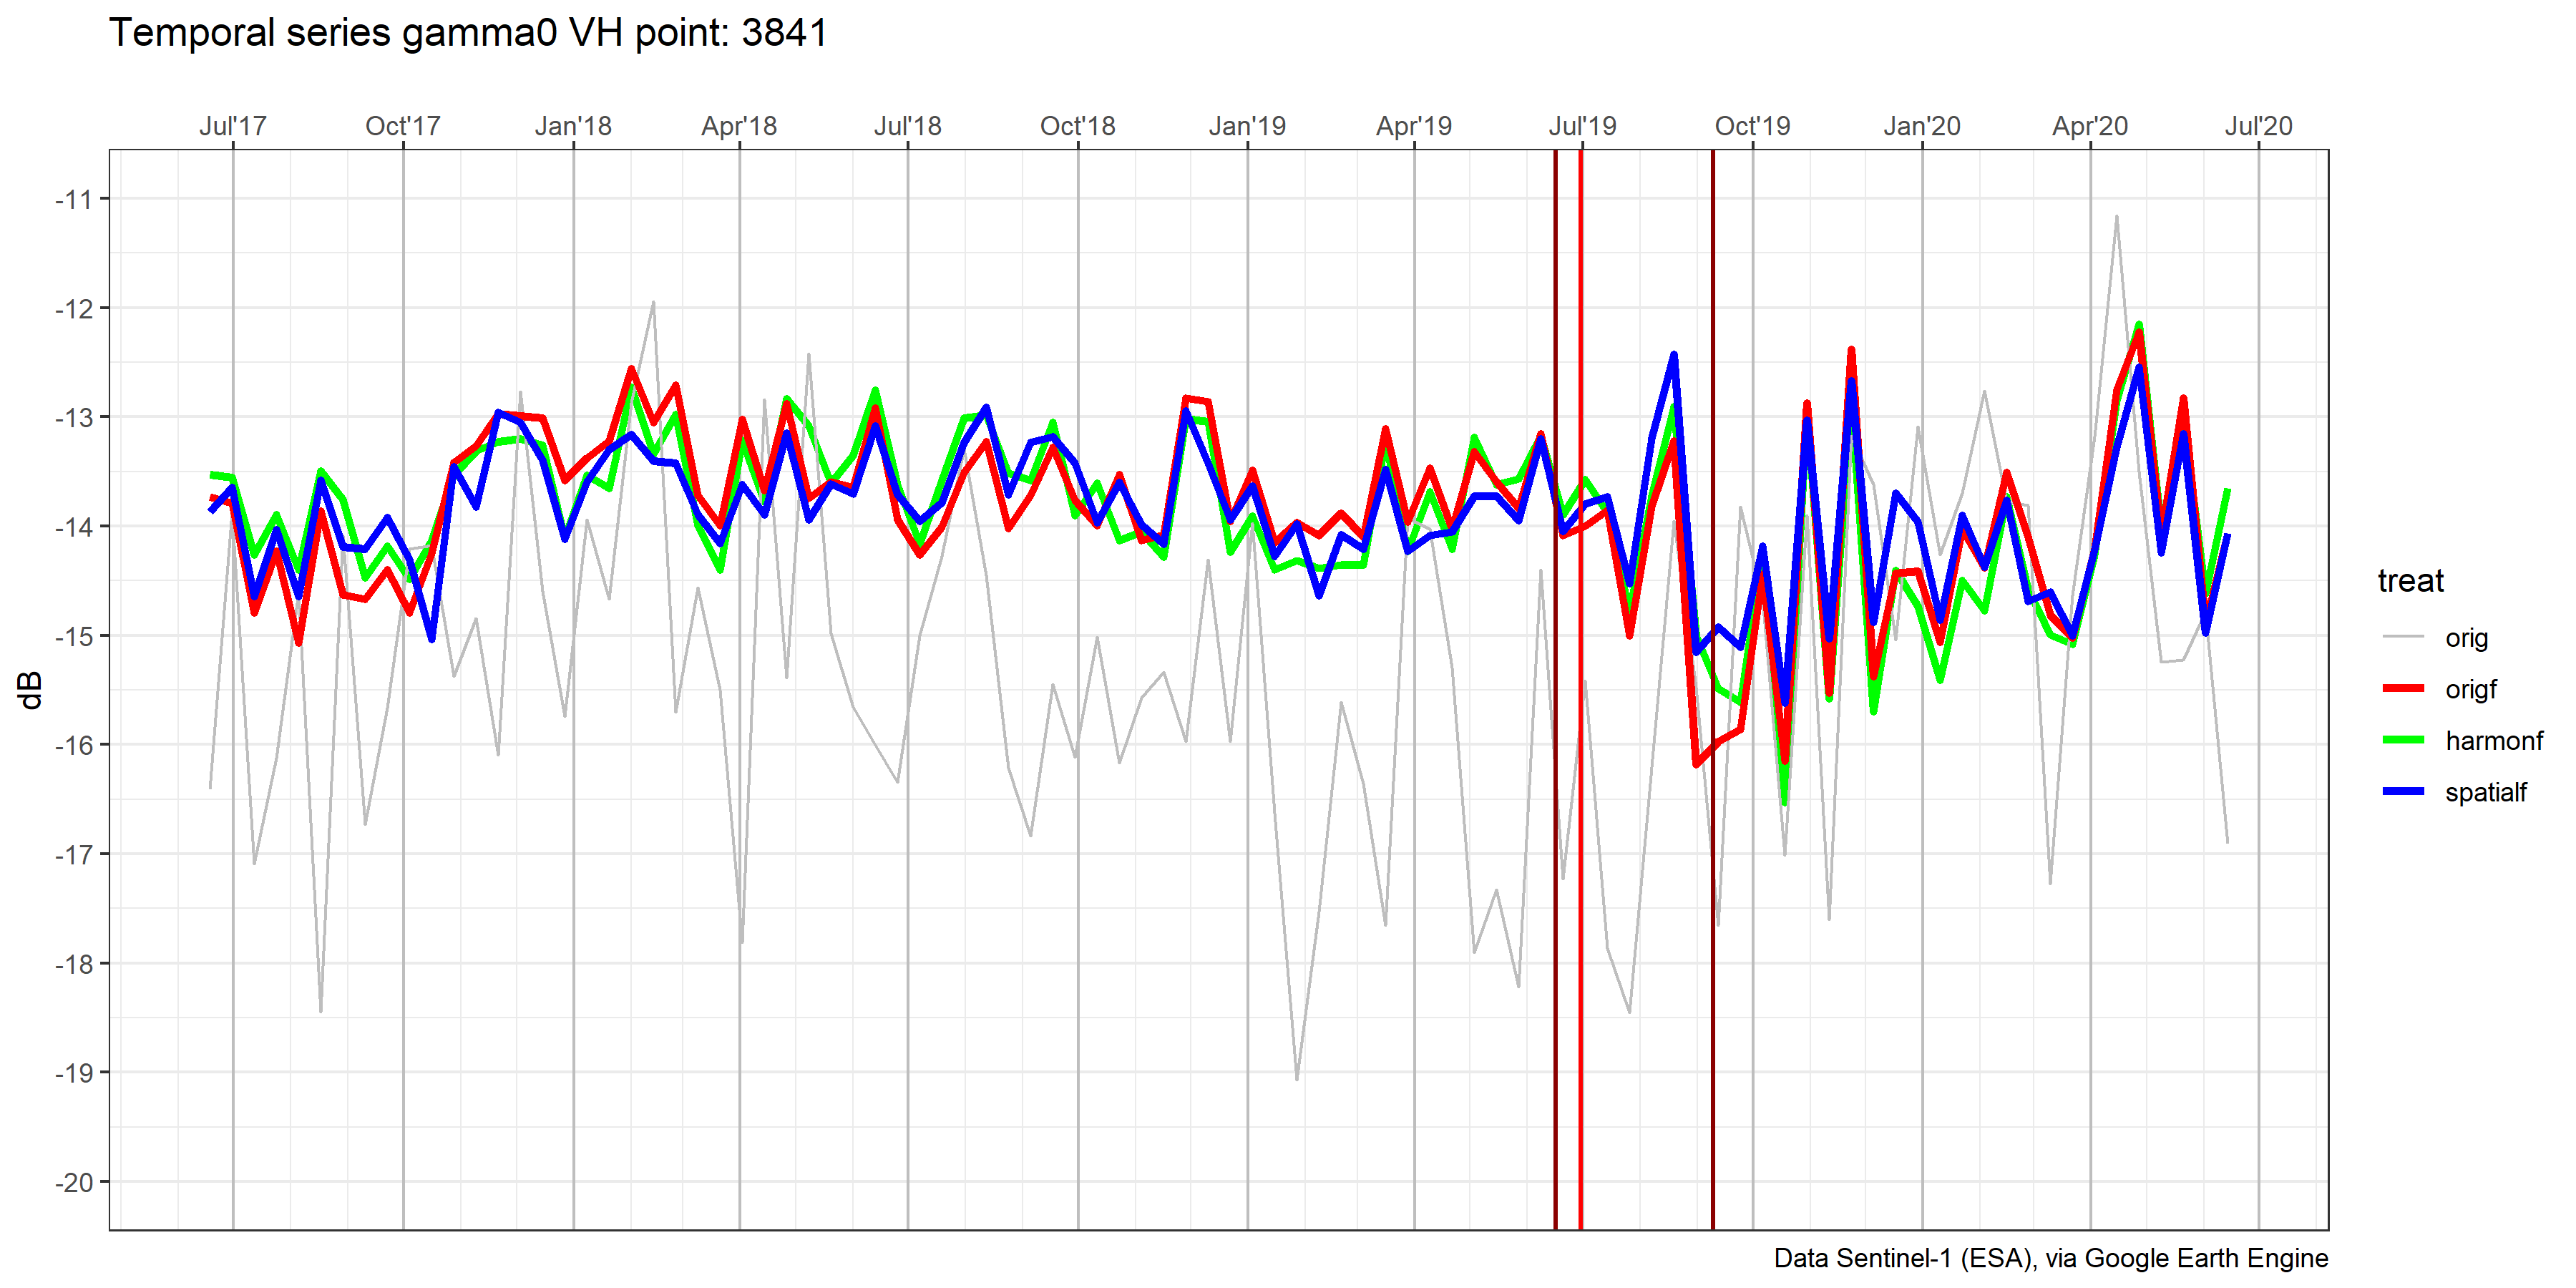 Temporal series gamma0 VH point: 3841
Jul'17 Oct'17 Jan'18 Apr'18 Jul'18 Oct'18 Jan'19 Apr'19 Jul'19 Oct'19 Jan'20 Apr'20 Jul'20
-11
-12
-13
-14
-15
-16
-17
-18
-19
-20
dB
treat
orig
origf
harmonf
spatialf
Data Sentinel-1 (ESA), via Google Earth Engine